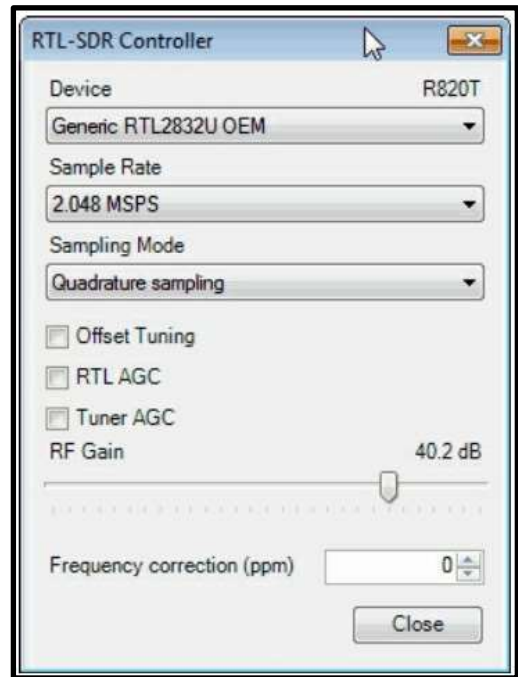 RTL-SDR Controller
Device R820T
Generic RTL2832U OEM
Sample Rate
2.048 MSPS
Sampling Mode
Quadrature sampling
Offset Tuning
RTL AGC
Tuner AGC
RF Gain 40.2 dB
Frequency correction (ppm) 0
Close